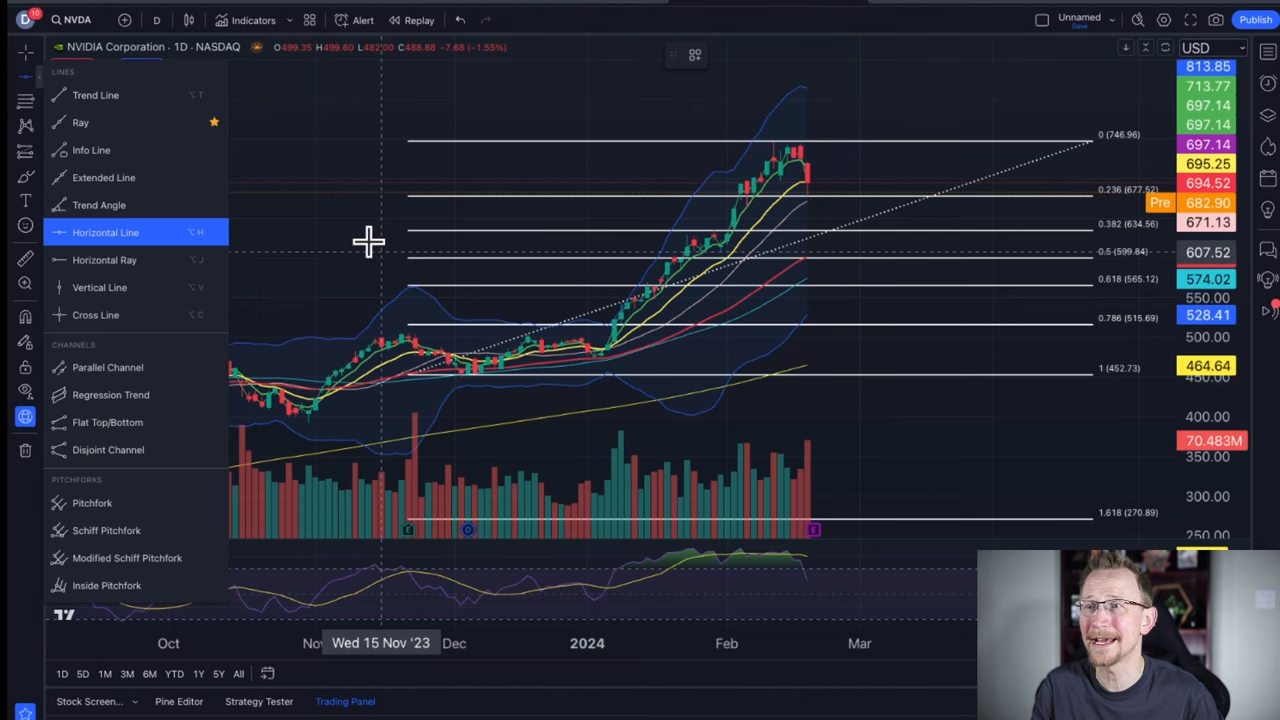 D 10 NVDA D Indicators Alert Replay Unnamed Save Publish
NVIDIA Corporation · 1D · NASDAQ O499.35 H499.60 L482.00 C488.88 -7.68 (-1.55%) USD
LINES
Trend Line ⌥ T
Ray
Info Line
Extended Line
Trend Angle
Horizontal Line ⌥ H
Horizontal Ray ⌥ J
Vertical Line ⌥ V
Cross Line ⌥ C
CHANNELS
Parallel Channel
Regression Trend
Flat Top/Bottom
Disjoint Channel
PITCHFORKS
Pitchfork
Schiff Pitchfork
Modified Schiff Pitchfork
Inside Pitchfork
0 (746.96)
0.236 (677.52)
0.382 (634.56)
0.5 (599.84)
0.618 (565.12)
0.786 (515.69)
1 (452.73)
1.618 (270.89)
813.85
713.77
697.14
697.14
697.14
695.25
694.52
Pre 682.90
671.13
607.52
574.02
550.00
528.41
500.00
464.64
450.00
400.00
70.483M
350.00
300.00
250.00
E D E
Oct Nov Wed 15 Nov '23 Dec 2024 Feb Mar
1D 5D 1M 3M 6M YTD 1Y 5Y All
Stock Screen... Pine Editor Strategy Tester Trading Panel